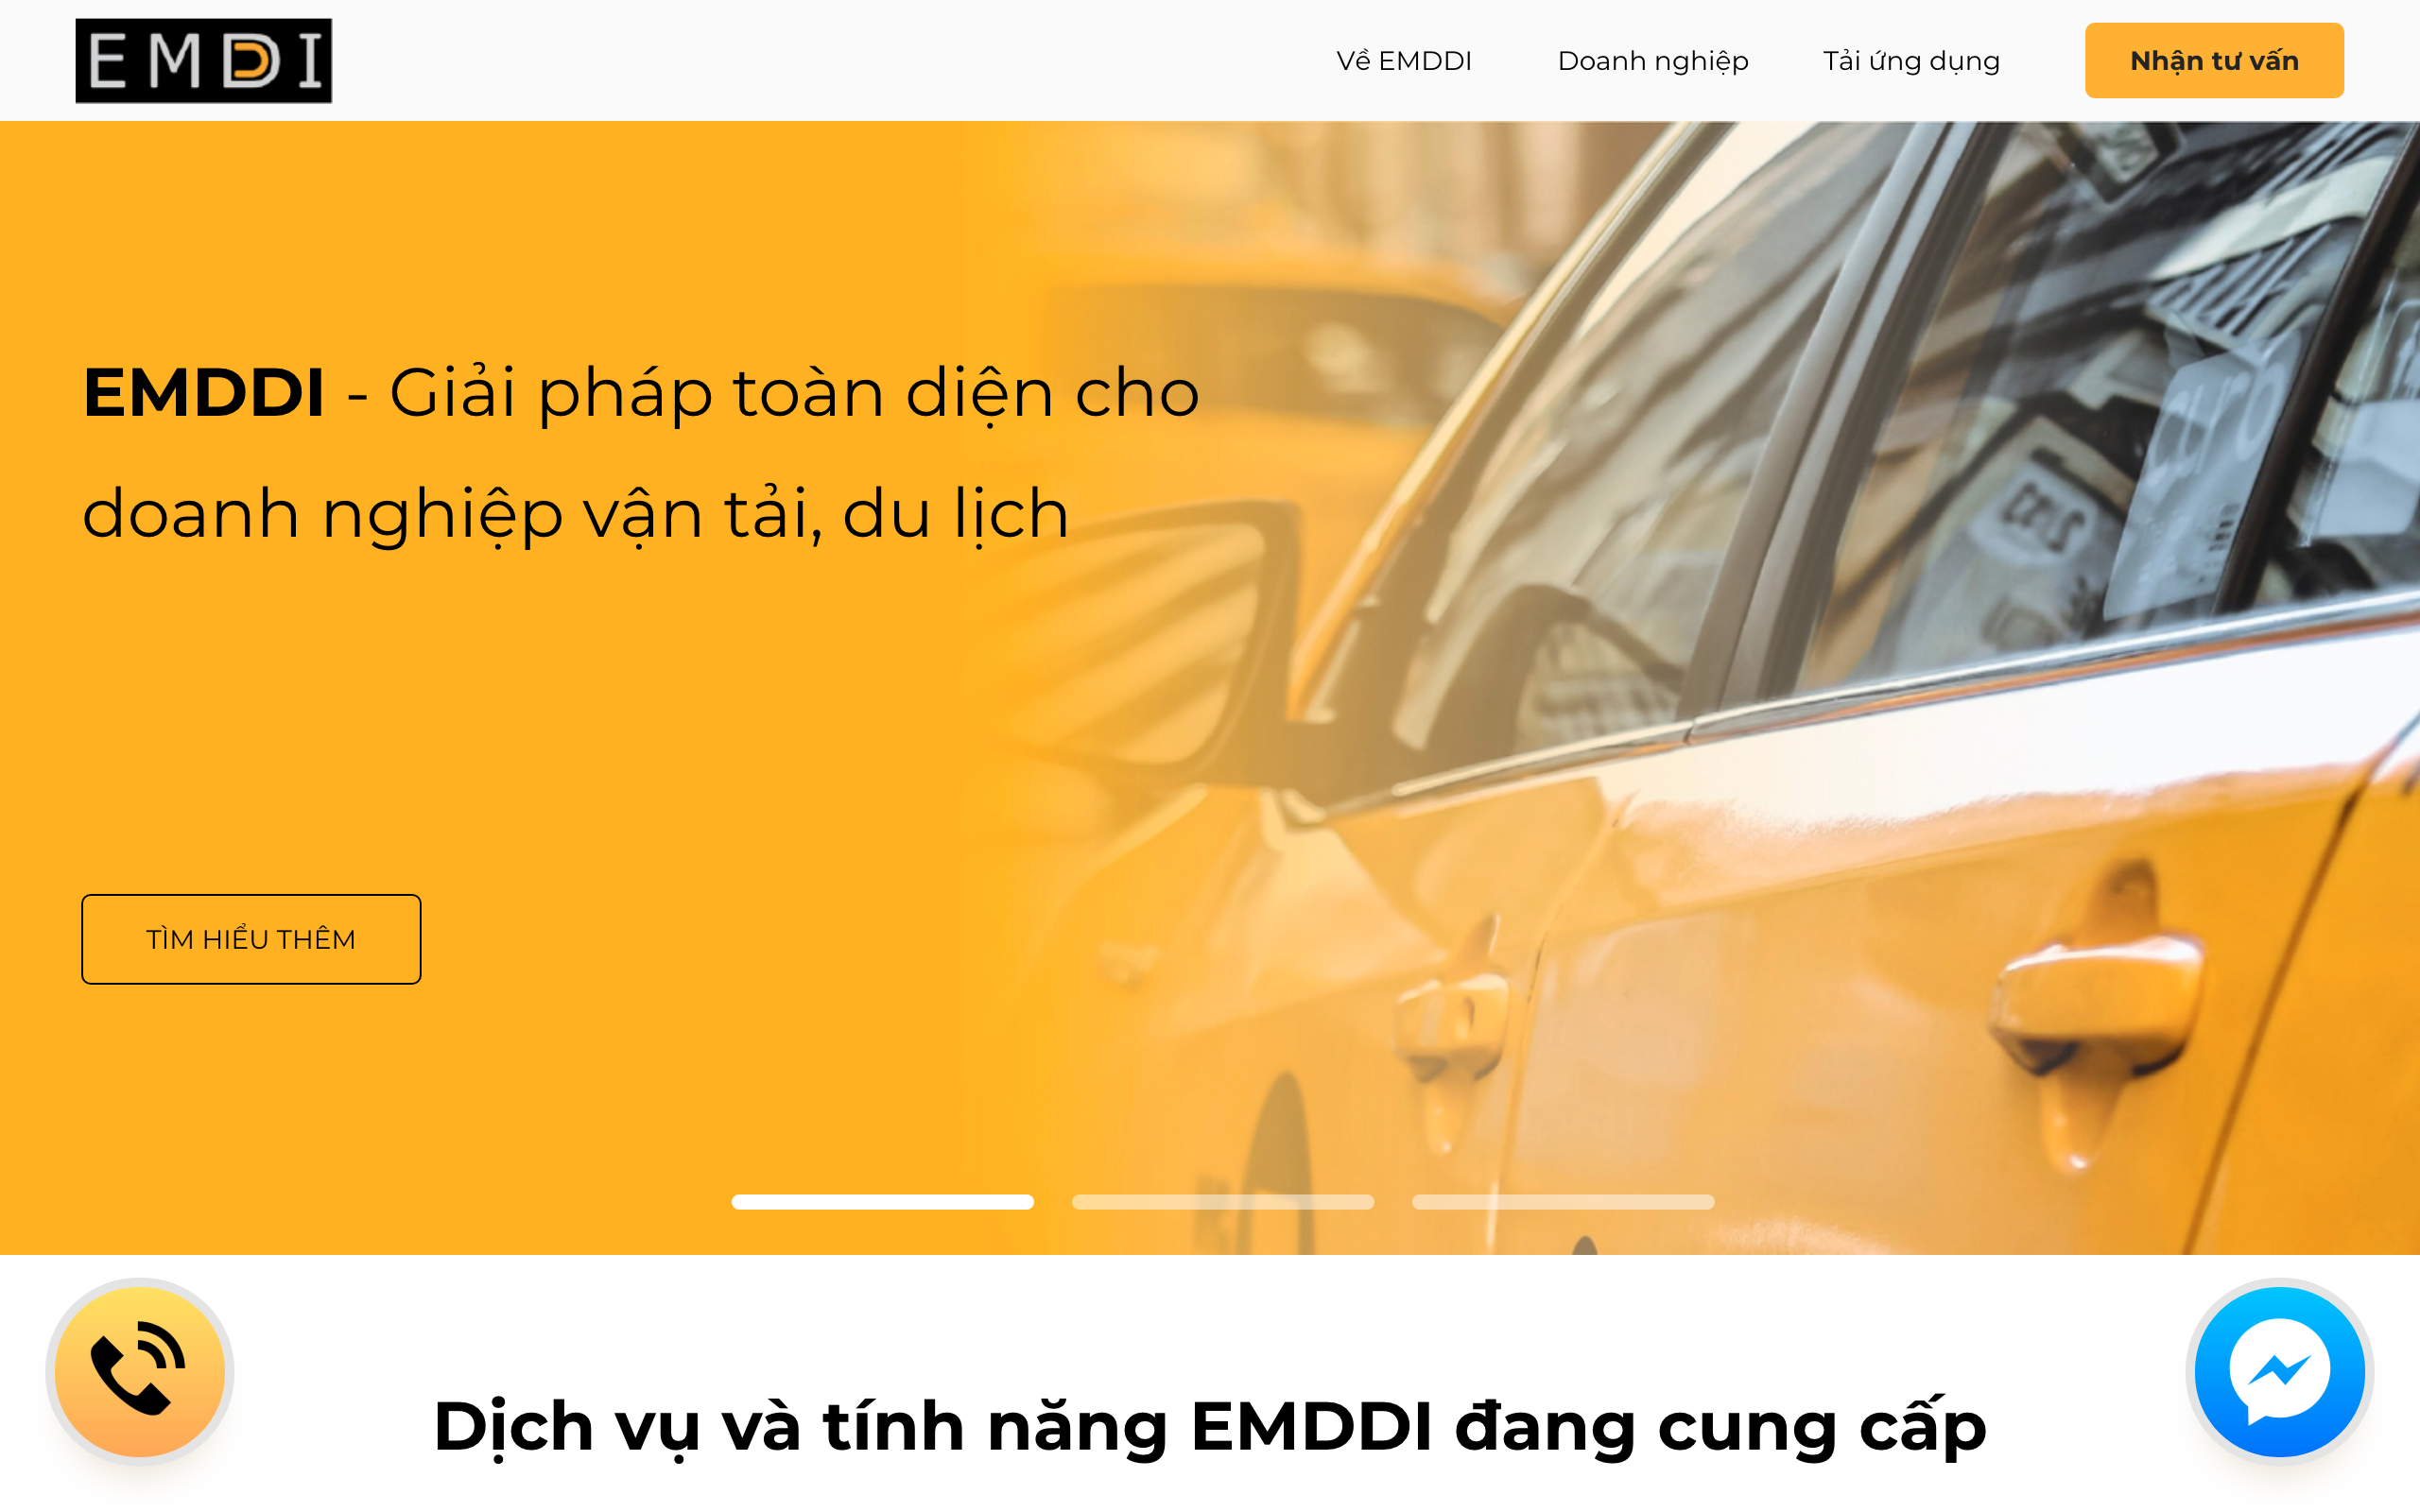 EMDDI
Về EMDDI
Doanh nghiệp
Tải ứng dụng
Nhận tư vấn
EMDDI - Giải pháp toàn diện cho
doanh nghiệp vận tải, du lịch
TÌM HIỂU THÊM
Dịch vụ và tính năng EMDDI đang cung cấp